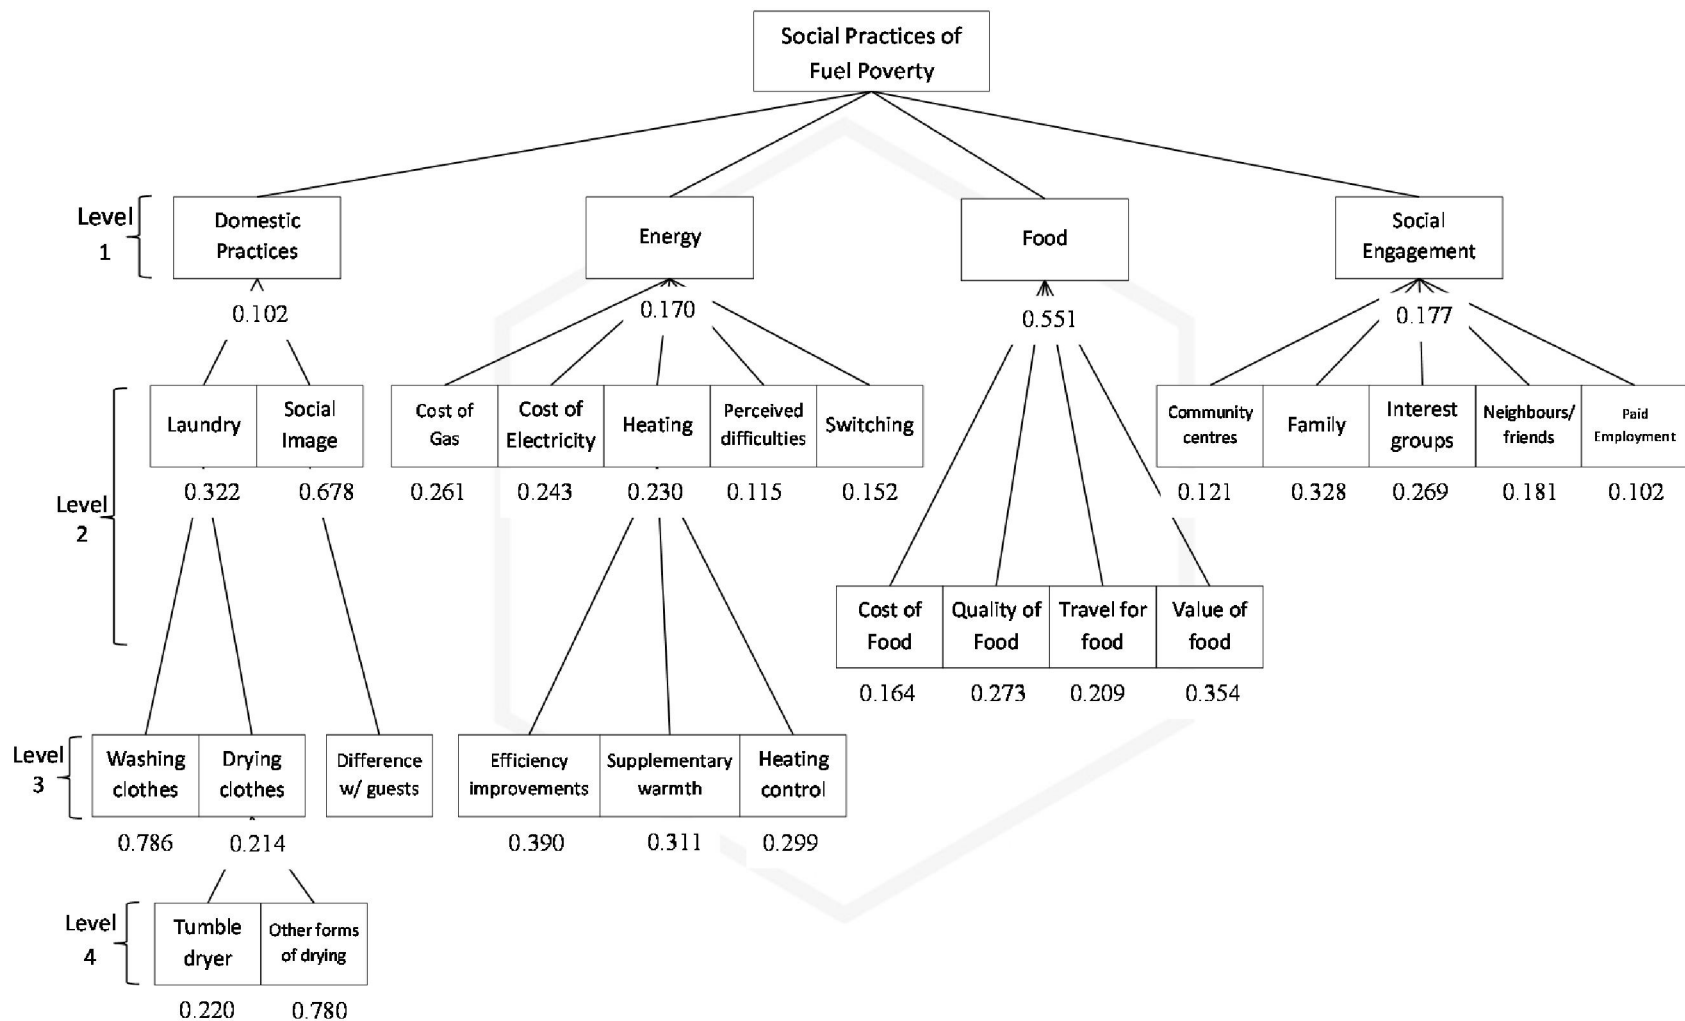 Social Practices of
Fuel Poverty
Level
1
Domestic
Practices
Energy
Food
Social
Engagement
0.102
0.170
0.551
0.177
Level
2
Laundry
Social
Image
Cost of
Gas
Cost of
Electricity
Heating
Perceived
difficulties
Switching
Community
centres
Family
Interest
groups
Neighbours/
friends
Paid
Employment
0.322
0.678
0.261
0.243
0.230
0.115
0.152
0.121
0.328
0.269
0.181
0.102
Cost of
Food
Quality of
Food
Travel for
food
Value of
food
0.164
0.273
0.209
0.354
Level
3
Washing
clothes
Drying
clothes
Difference
w/ guests
Efficiency
improvements
Supplementary
warmth
Heating
control
0.786
0.214
0.390
0.311
0.299
Level
4
Tumble
dryer
Other forms
of drying
0.220
0.780